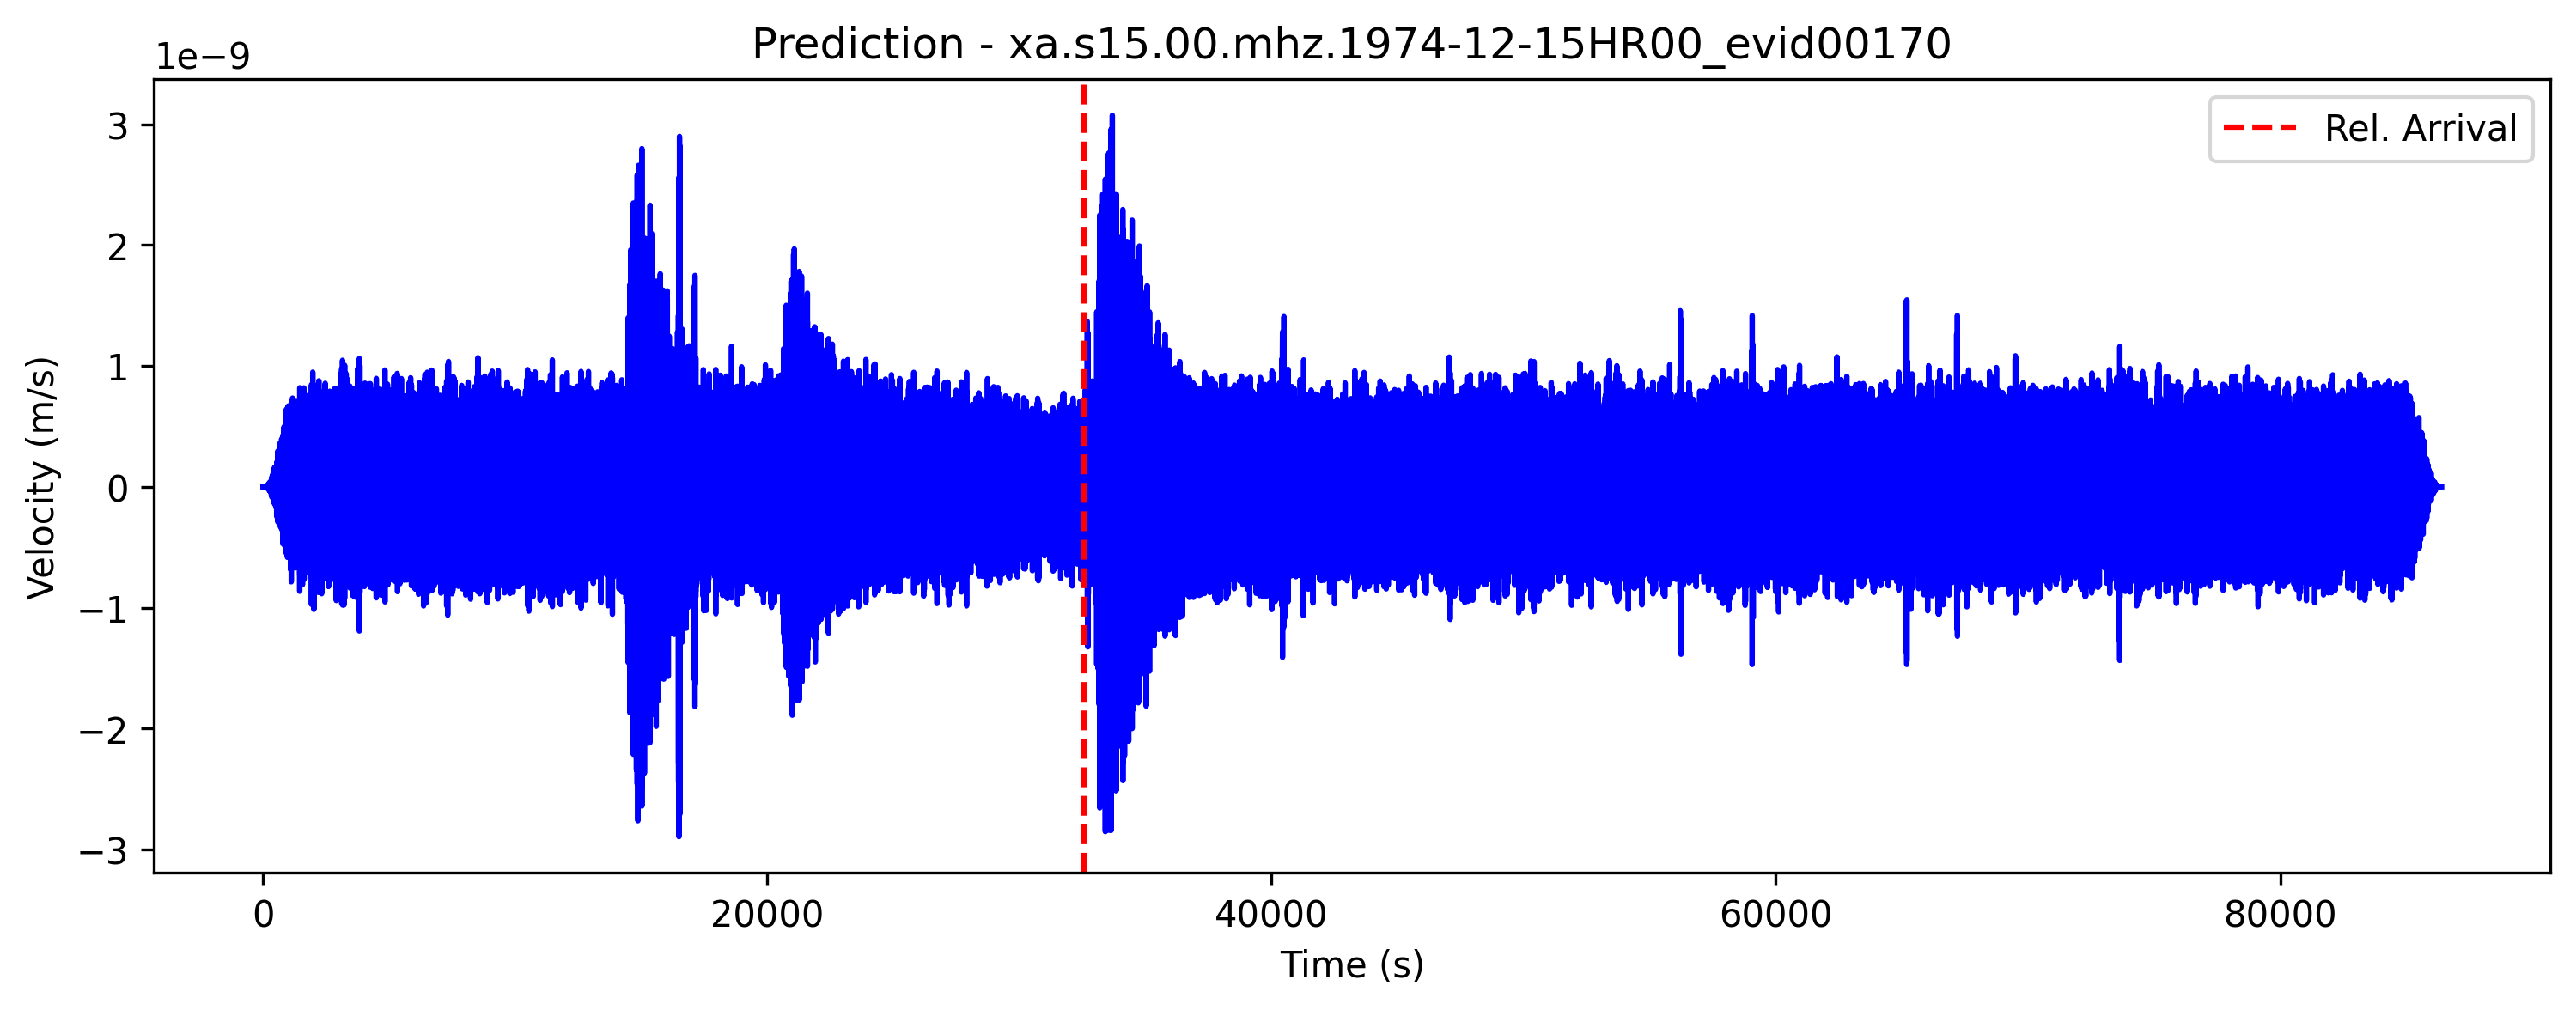 Prediction - xa.s15.00.mhz.1974-12-15HR00_evid00170
1e−9
Rel. Arrival
Velocity (m/s)
3
2
1
0
−1
−2
−3
0 20000 40000 60000 80000
Time (s)